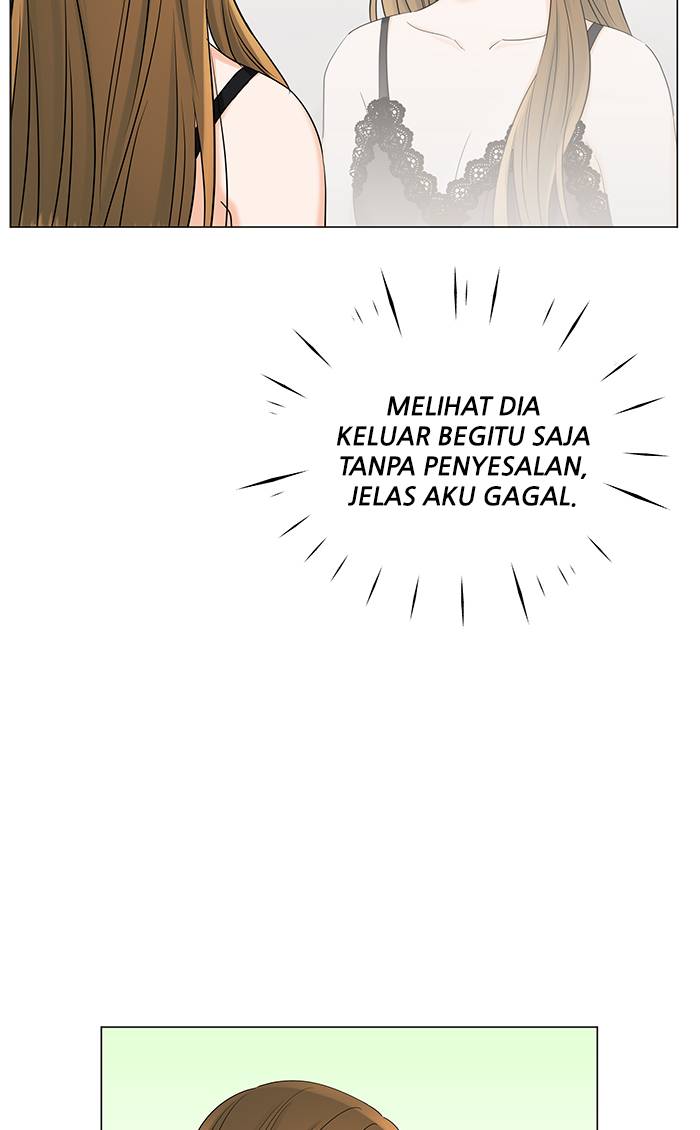 MELIHAT DIA
KELUAR BEGITU SAJA
TANPA PENYESALAN,
JELAS AKU GAGAL.